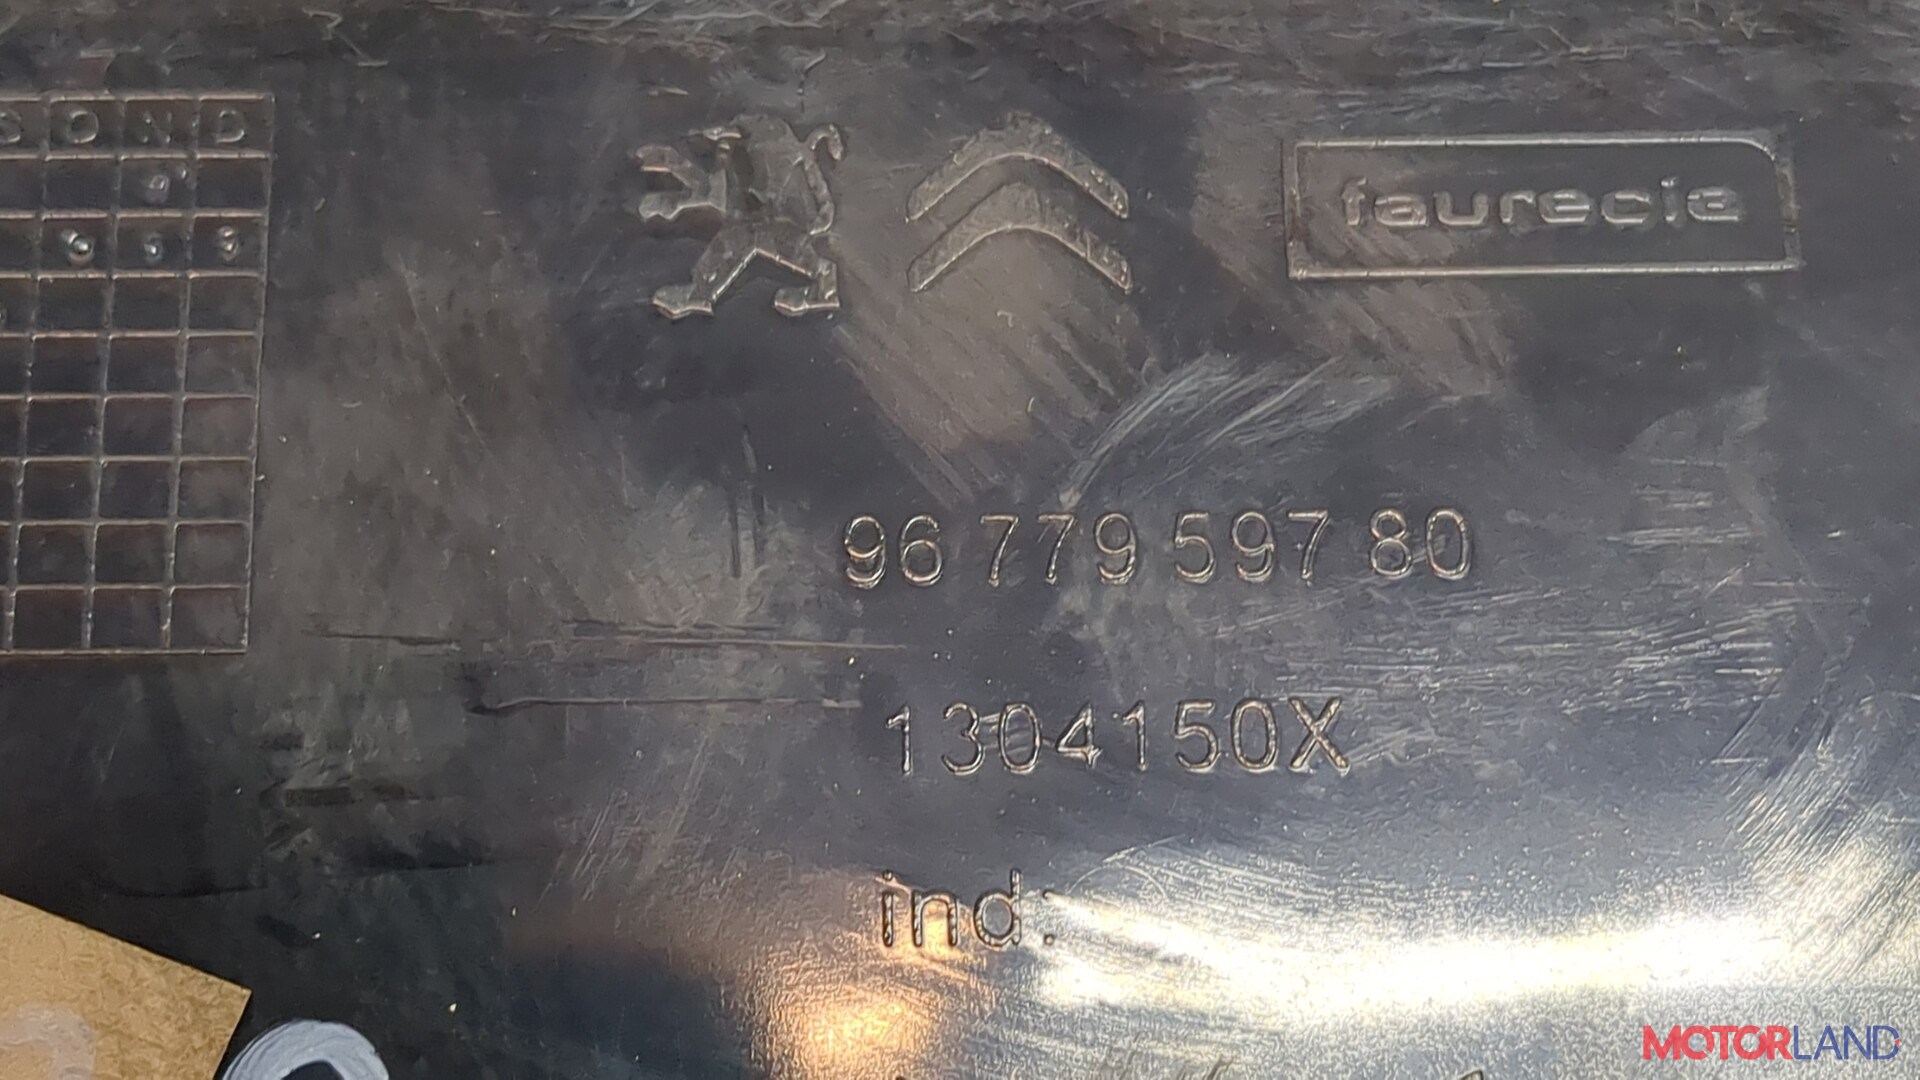 S O N D
faurecia
96 779 597 80
1304150X
ind:
MOTORLAND